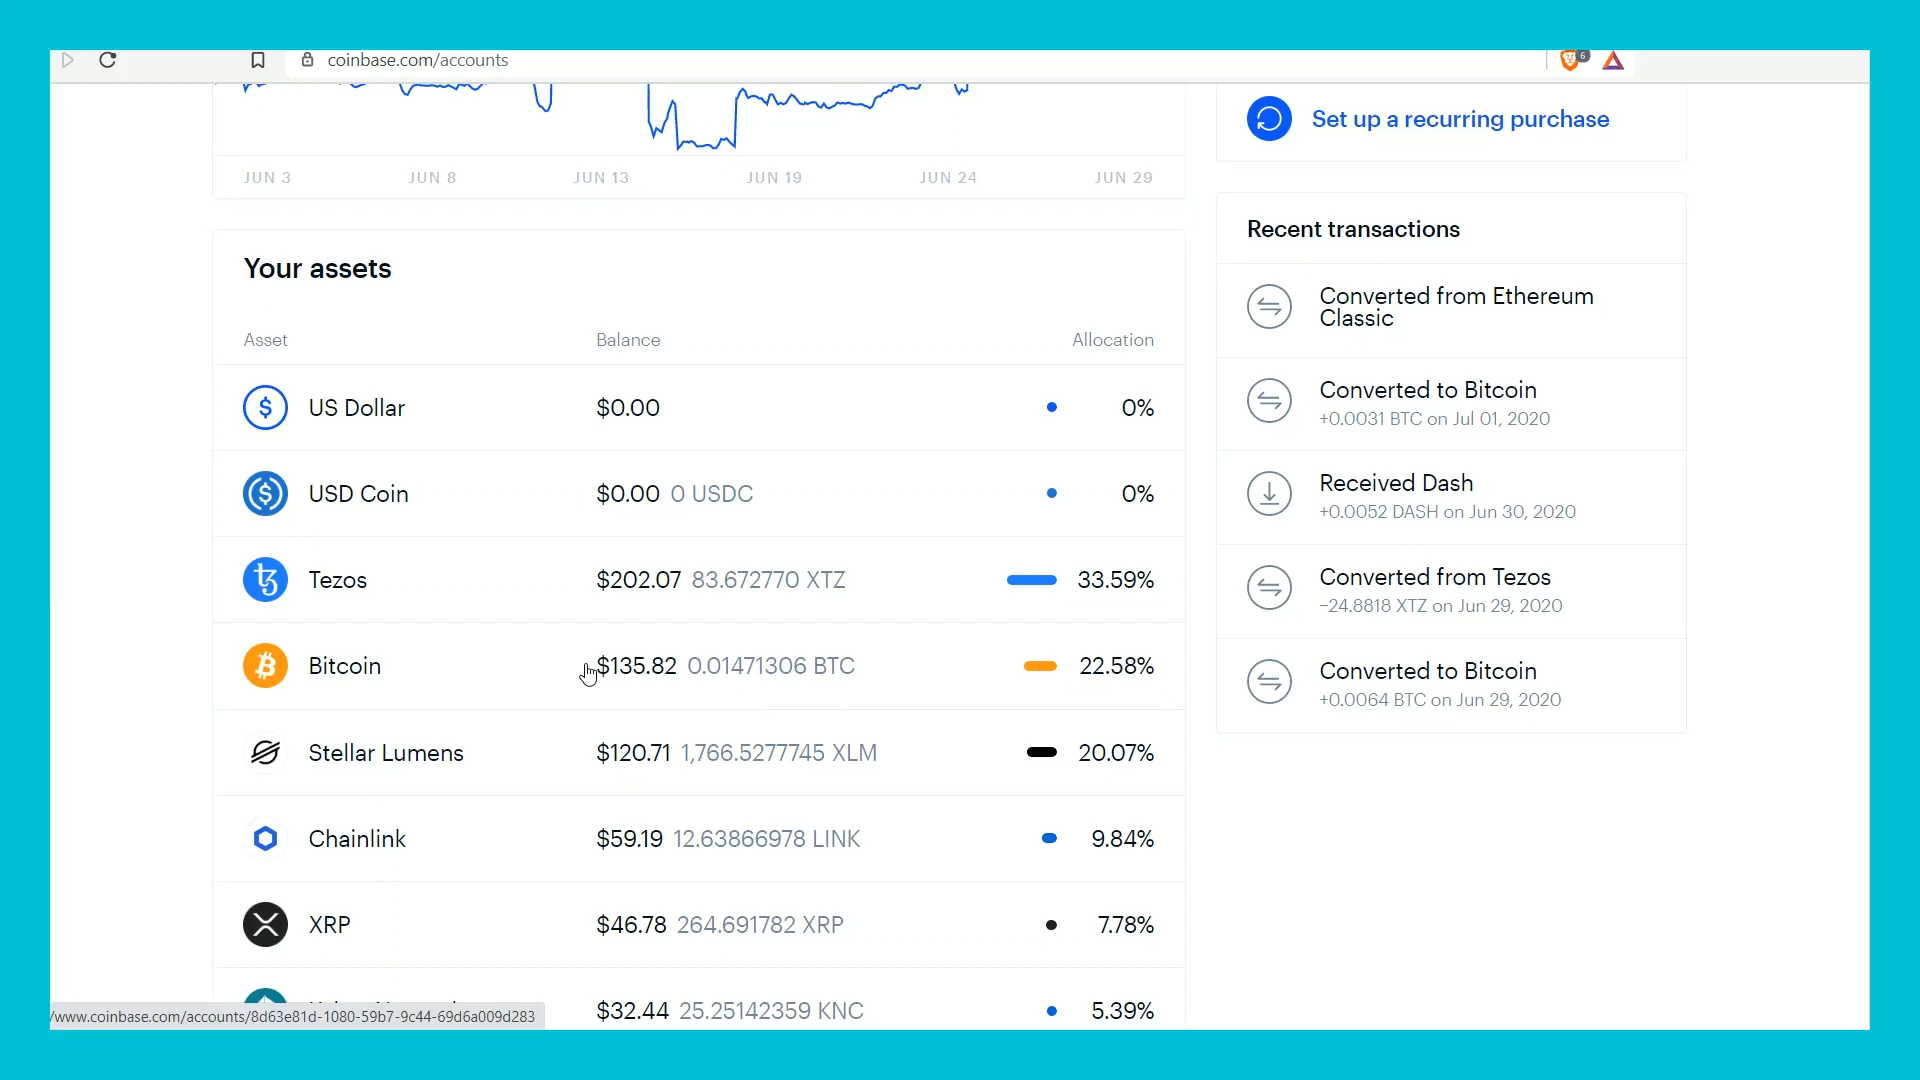 coinbase.com/accounts
6
Set up a recurring purchase
JUN 3
JUN 8
JUN 13
JUN 19
JUN 24
JUN 29
Your assets
Asset
Balance
Allocation
US Dollar
$0.00
0%
USD Coin
$0.00 0 USDC
0%
Tezos
$202.07 83.672770 XTZ
33.59%
Bitcoin
$135.82 0.01471306 BTC
22.58%
Stellar Lumens
$120.71 1,766.5277745 XLM
20.07%
Chainlink
$59.19 12.63866978 LINK
9.84%
XRP
$46.78 264.691782 XRP
7.78%
$32.44 25.25142359 KNC
5.39%
Recent transactions
Converted from Ethereum
Classic
Converted to Bitcoin
+0.0031 BTC on Jul 01, 2020
Received Dash
+0.0052 DASH on Jun 30, 2020
Converted from Tezos
−24.8818 XTZ on Jun 29, 2020
Converted to Bitcoin
+0.0064 BTC on Jun 29, 2020
/www.coinbase.com/accounts/8d63e81d-1080-59b7-9c44-69d6a009d283